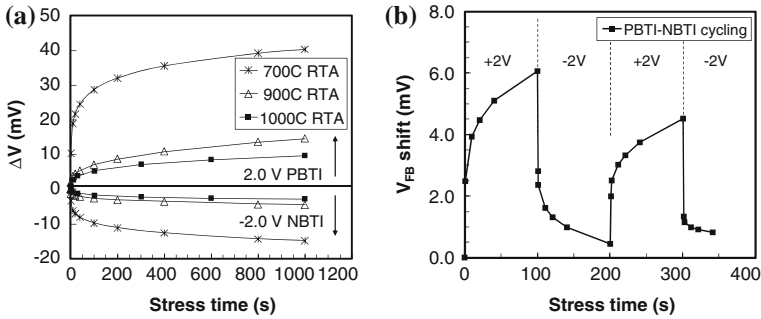 (a)
50
40
30
20
10
0
-10
-20
ΔV (mV)
700C RTA
900C RTA
1000C RTA
2.0 V PBTI
-2.0 V NBTI
0 200 400 600 800 1000 1200
Stress time (s)
(b)
8.0
6.0
4.0
2.0
0.0
VFB shift (mV)
PBTI-NBTI cycling
+2V -2V +2V -2V
0 100 200 300 400
Stress time (s)